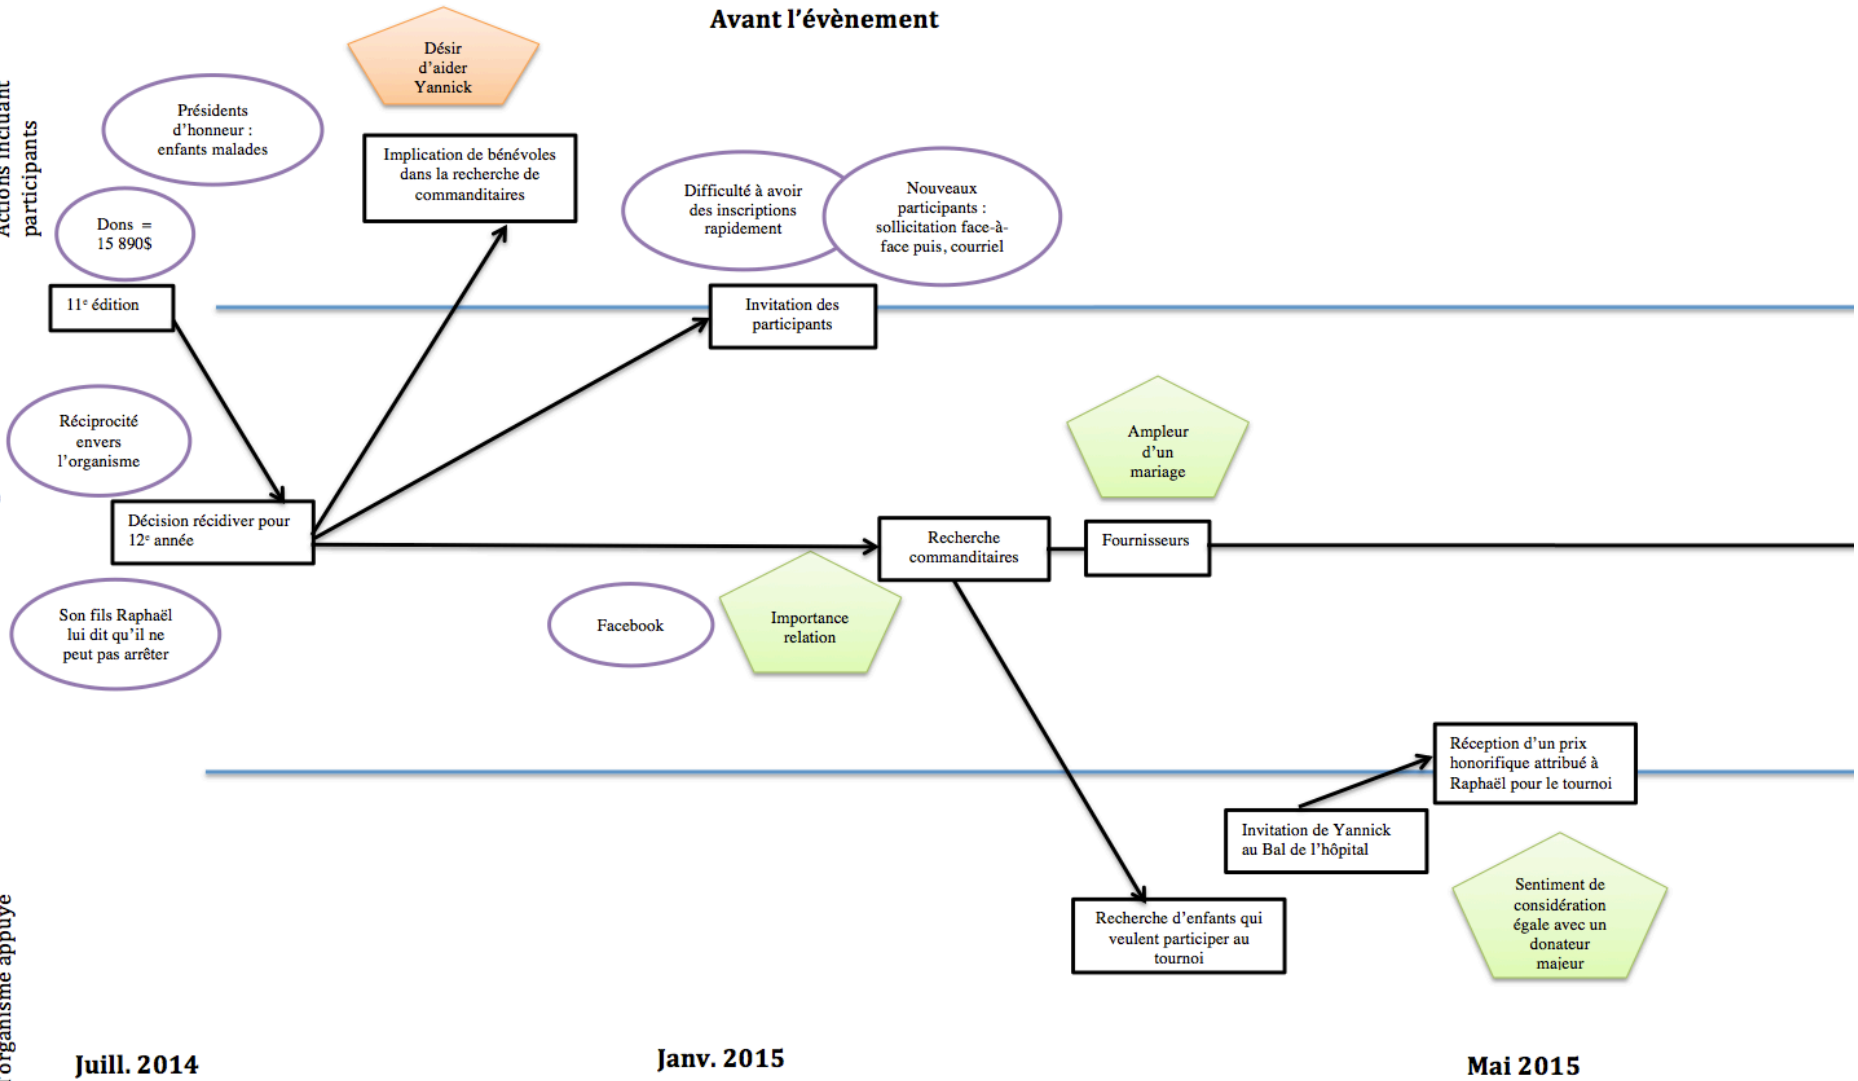 Avant l'évènement
Actions incluant
participants
Désir
d'aider
Yannick
Présidents
d'honneur :
enfants malades
Implication de bénévoles
dans la recherche de
commanditaires
Dons =
15 890$
Difficulté à avoir
des inscriptions
rapidement
Nouveaux
participants :
sollicitation face-à-
face puis, courriel
11e édition
Invitation des
participants
Réciprocité
envers
l'organisme
Ampleur
d'un
mariage
Décision récidiver pour
12e année
Recherche
commanditaires
Fournisseurs
Son fils Raphaël
lui dit qu'il ne
peut pas arrêter
Facebook
Importance
relation
Réception d'un prix
honorifique attribué à
Raphaël pour le tournoi
Invitation de Yannick
au Bal de l'hôpital
Sentiment de
considération
égale avec un
donateur
majeur
Recherche d'enfants qui
veulent participer au
tournoi
l'organisme appuyé
Juill. 2014
Janv. 2015
Mai 2015